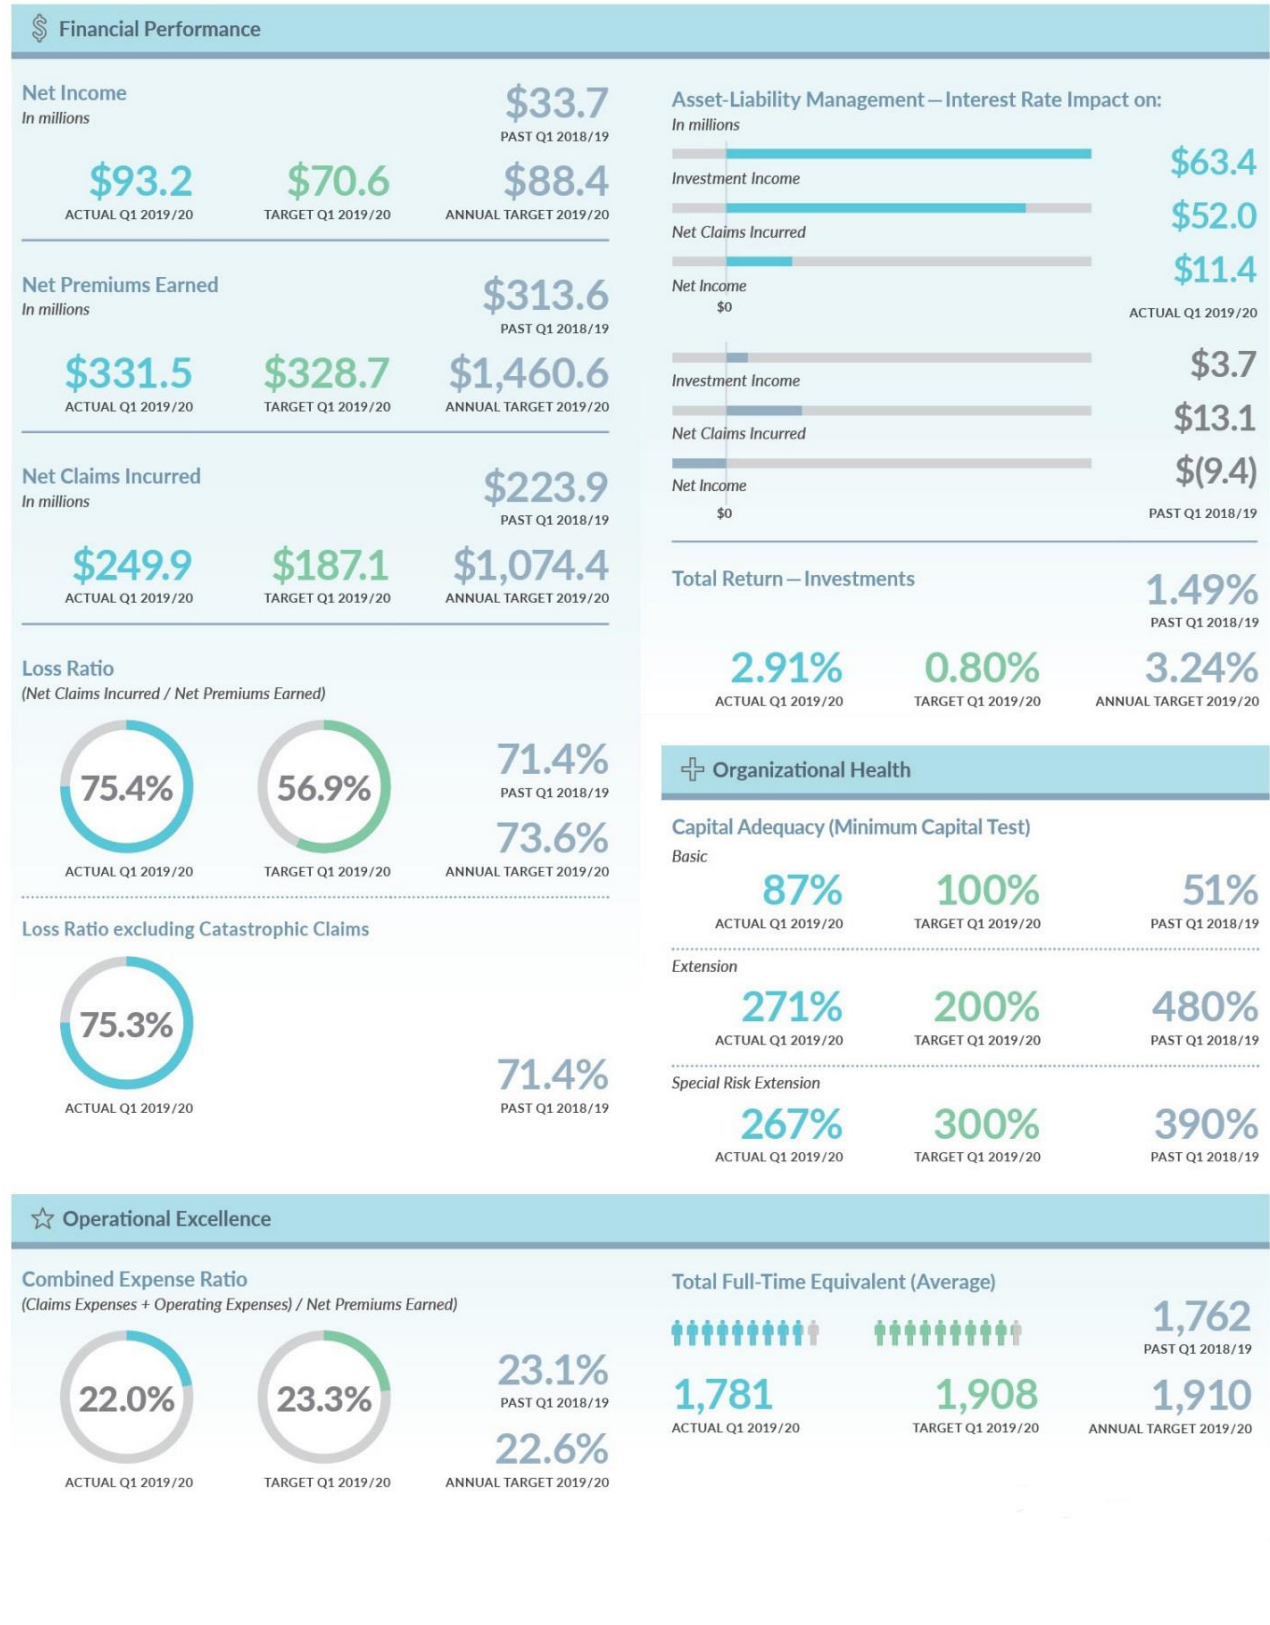 Financial Performance
Net Income
In millions
$33.7
PAST Q1 2018/19
$93.2 $70.6 $88.4
ACTUAL Q1 2019/20 TARGET Q1 2019/20 ANNUAL TARGET 2019/20
Net Premiums Earned
In millions
$313.6
PAST Q1 2018/19
$331.5 $328.7 $1,460.6
ACTUAL Q1 2019/20 TARGET Q1 2019/20 ANNUAL TARGET 2019/20
Net Claims Incurred
In millions
$223.9
PAST Q1 2018/19
$249.9 $187.1 $1,074.4
ACTUAL Q1 2019/20 TARGET Q1 2019/20 ANNUAL TARGET 2019/20
Loss Ratio
(Net Claims Incurred / Net Premiums Earned)
75.4% 56.9% 71.4%
PAST Q1 2018/19
73.6%
ACTUAL Q1 2019/20 TARGET Q1 2019/20 ANNUAL TARGET 2019/20
Loss Ratio excluding Catastrophic Claims
75.3%
71.4%
ACTUAL Q1 2019/20 PAST Q1 2018/19
Asset-Liability Management—Interest Rate Impact on:
In millions
$63.4
Investment Income
$52.0
Net Claims Incurred
$11.4
Net Income
$0
ACTUAL Q1 2019/20
$3.7
Investment Income
$13.1
Net Claims Incurred
$(9.4)
Net Income
$0
PAST Q1 2018/19
Total Return—Investments
1.49%
PAST Q1 2018/19
2.91% 0.80% 3.24%
ACTUAL Q1 2019/20 TARGET Q1 2019/20 ANNUAL TARGET 2019/20
Organizational Health
Capital Adequacy (Minimum Capital Test)
Basic
87% 100% 51%
ACTUAL Q1 2019/20 TARGET Q1 2019/20 PAST Q1 2018/19
Extension
271% 200% 480%
ACTUAL Q1 2019/20 TARGET Q1 2019/20 PAST Q1 2018/19
Special Risk Extension
267% 300% 390%
ACTUAL Q1 2019/20 TARGET Q1 2019/20 PAST Q1 2018/19
Operational Excellence
Combined Expense Ratio
(Claims Expenses + Operating Expenses) / Net Premiums Earned)
22.0% 23.3% 23.1%
PAST Q1 2018/19
22.6%
ACTUAL Q1 2019/20 TARGET Q1 2019/20 ANNUAL TARGET 2019/20
Total Full-Time Equivalent (Average)
1,762
PAST Q1 2018/19
1,781 1,908 1,910
ACTUAL Q1 2019/20 TARGET Q1 2019/20 ANNUAL TARGET 2019/20